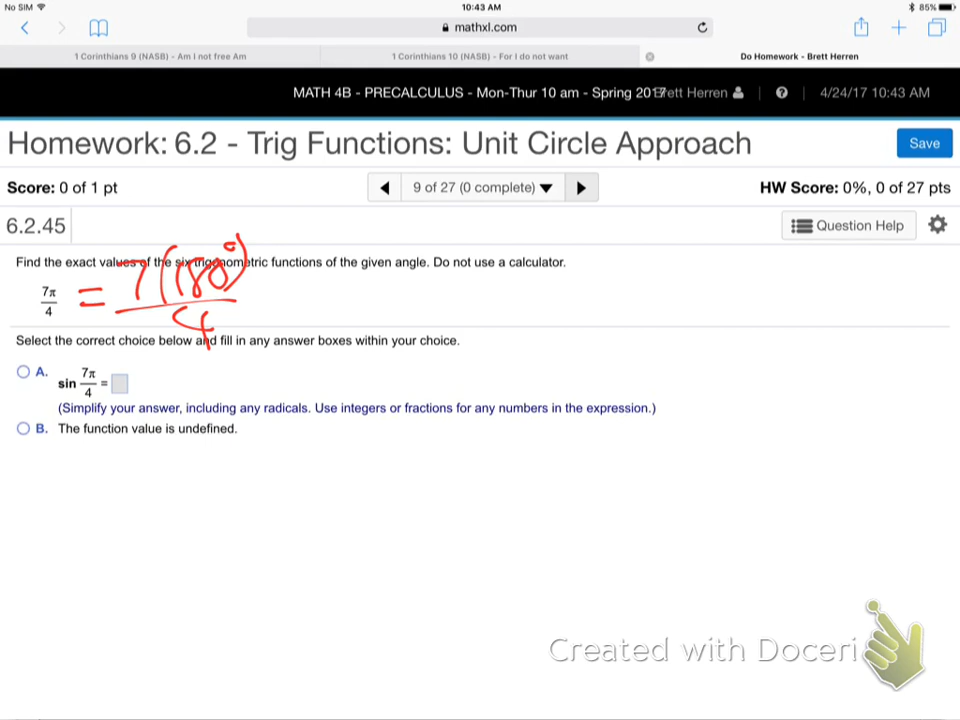 No SIM 10:43 AM 85%
mathxl.com
1 Corinthians 9 (NASB) - Am I not free Am 1 Corinthians 10 (NASB) - For I do not want Do Homework - Brett Herren
MATH 4B - PRECALCULUS - Mon-Thur 10 am - Spring 2017 Brett Herren | ? | 4/24/17 10:43 AM
Homework: 6.2 - Trig Functions: Unit Circle Approach Save
Score: 0 of 1 pt 9 of 27 (0 complete) HW Score: 0%, 0 of 27 pts
6.2.45 Question Help
Find the exact values of the six trigonometric functions of the given angle. Do not use a calculator.
7π/4 = 7(180°)/4
Select the correct choice below and fill in any answer boxes within your choice.
A. sin 7π/4 =
(Simplify your answer, including any radicals. Use integers or fractions for any numbers in the expression.)
B. The function value is undefined.
Created with Doceri